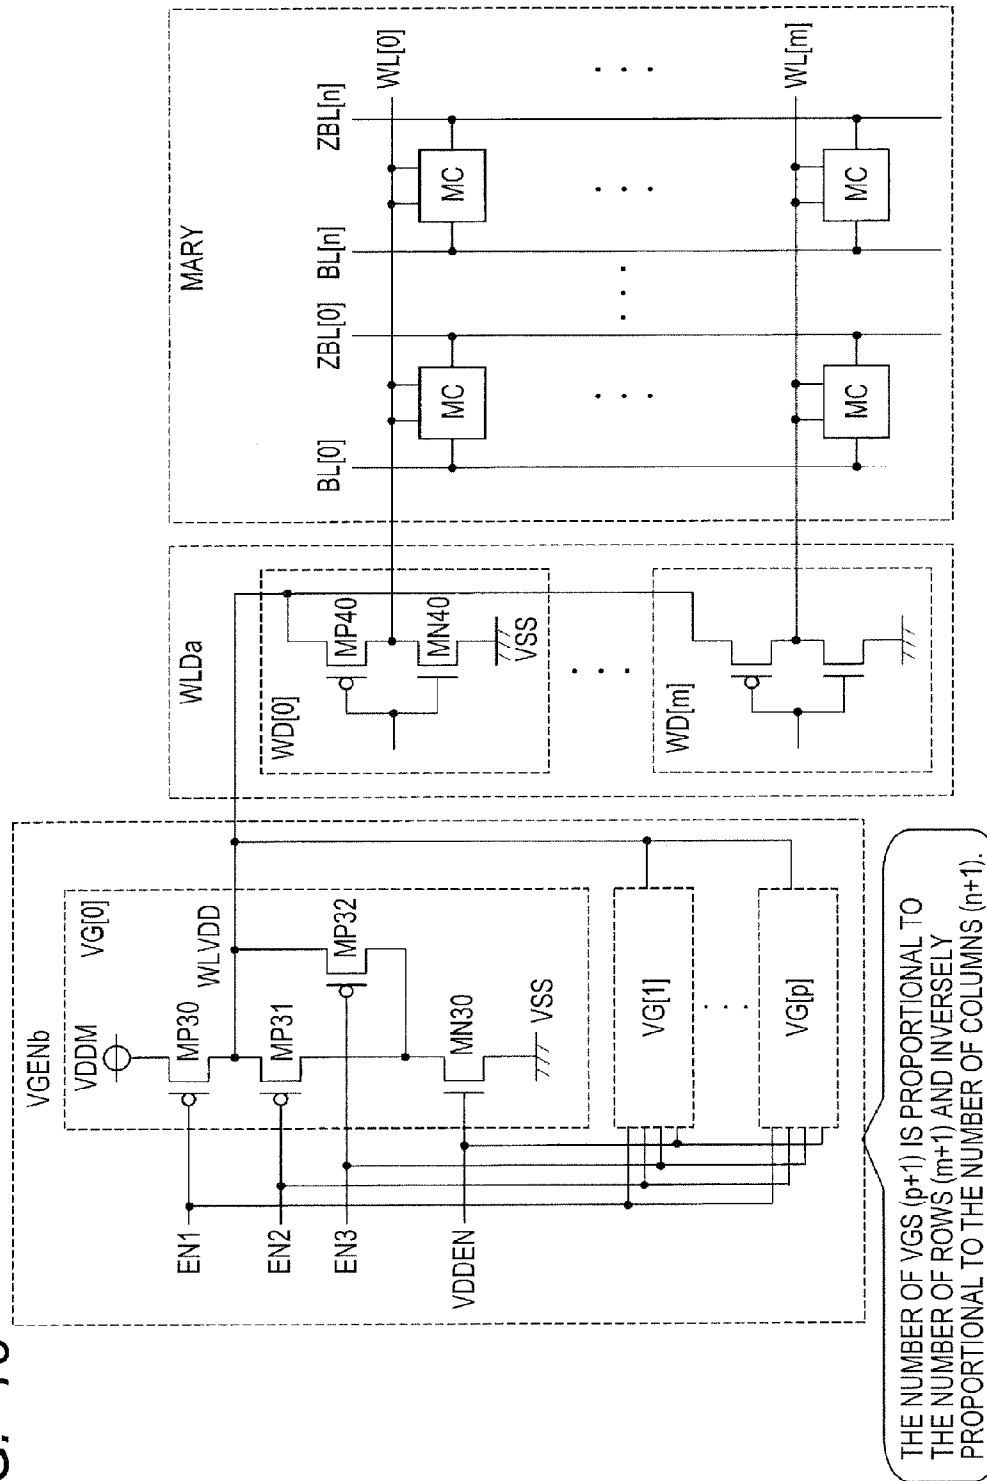 VGENb
VDDM
VG[0]
MP30
WLVDD
MP31
MP32
MN30
VSS
EN1
EN2
EN3
VDDEN
VG[1]
VG[p]
WLDa
WD[0]
MP40
MN40
VSS
WD[m]
MARY
BL[0]
ZBL[0]
BL[n]
ZBL[n]
WL[0]
MC
MC
WL[m]
MC
MC
THE NUMBER OF VGS (p+1) IS PROPORTIONAL TO
THE NUMBER OF ROWS (m+1) AND INVERSELY
PROPORTIONAL TO THE NUMBER OF COLUMNS (n+1).